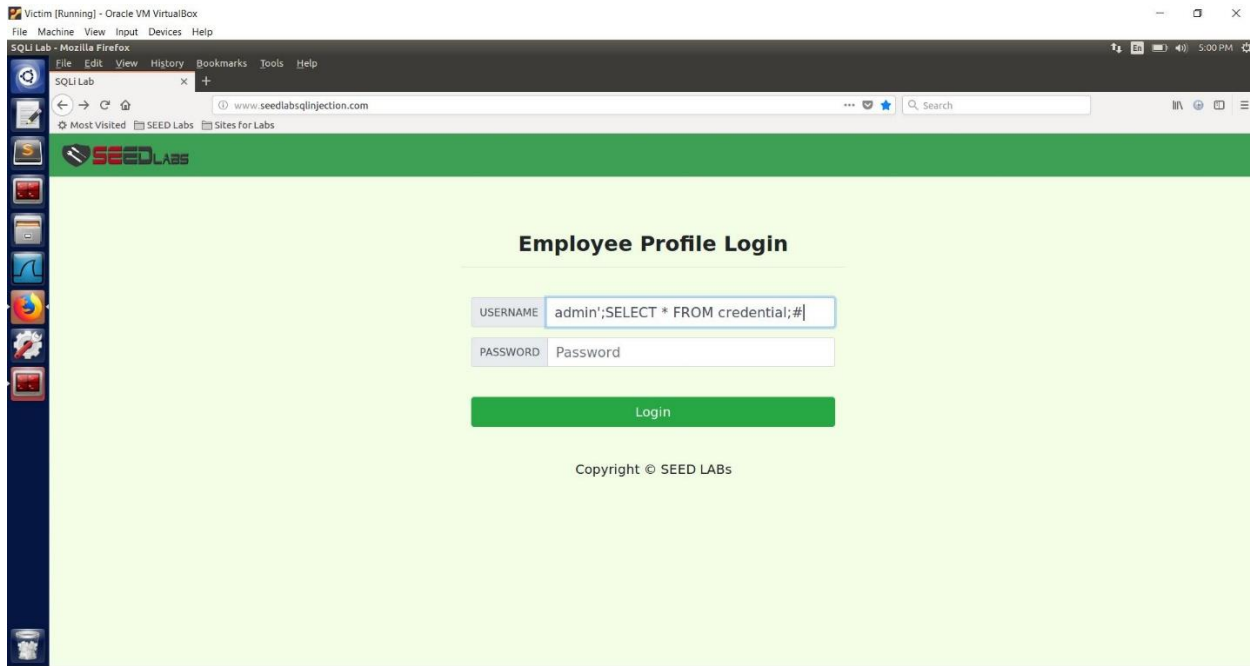 Victim [Running] - Oracle VM VirtualBox
File Machine View Input Devices Help
SQLi Lab - Mozilla Firefox
En
5:00 PM
File Edit View History Bookmarks Tools Help
SQLi Lab
www.seedlabsqlinjection.com
Search
Most Visited SEED Labs Sites for Labs
SEEDLABS
Employee Profile Login
USERNAME admin';SELECT * FROM credential;#
PASSWORD Password
Login
Copyright © SEED LABs